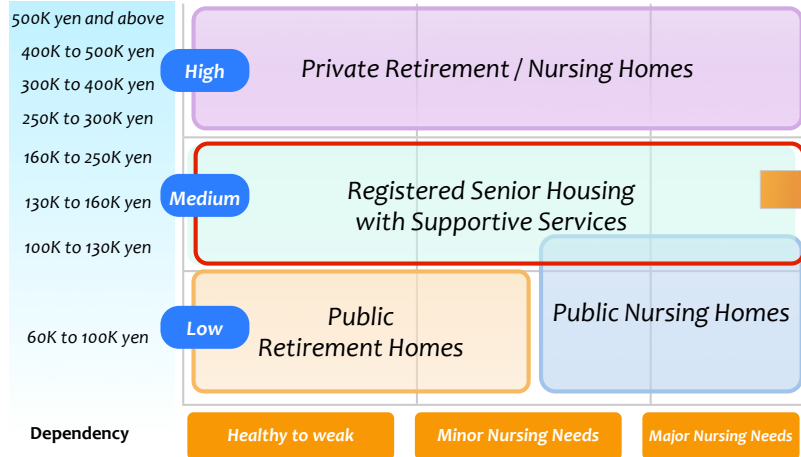 500K yen and above
400K to 500K yen
High
Private Retirement / Nursing Homes
300K to 400K yen
250K to 300K yen
160K to 250K yen
Medium
Registered Senior Housing
with Supportive Services
130K to 160K yen
100K to 130K yen
Low
Public
Retirement Homes
Public Nursing Homes
60K to 100K yen
Dependency
Healthy to weak
Minor Nursing Needs
Major Nursing Needs